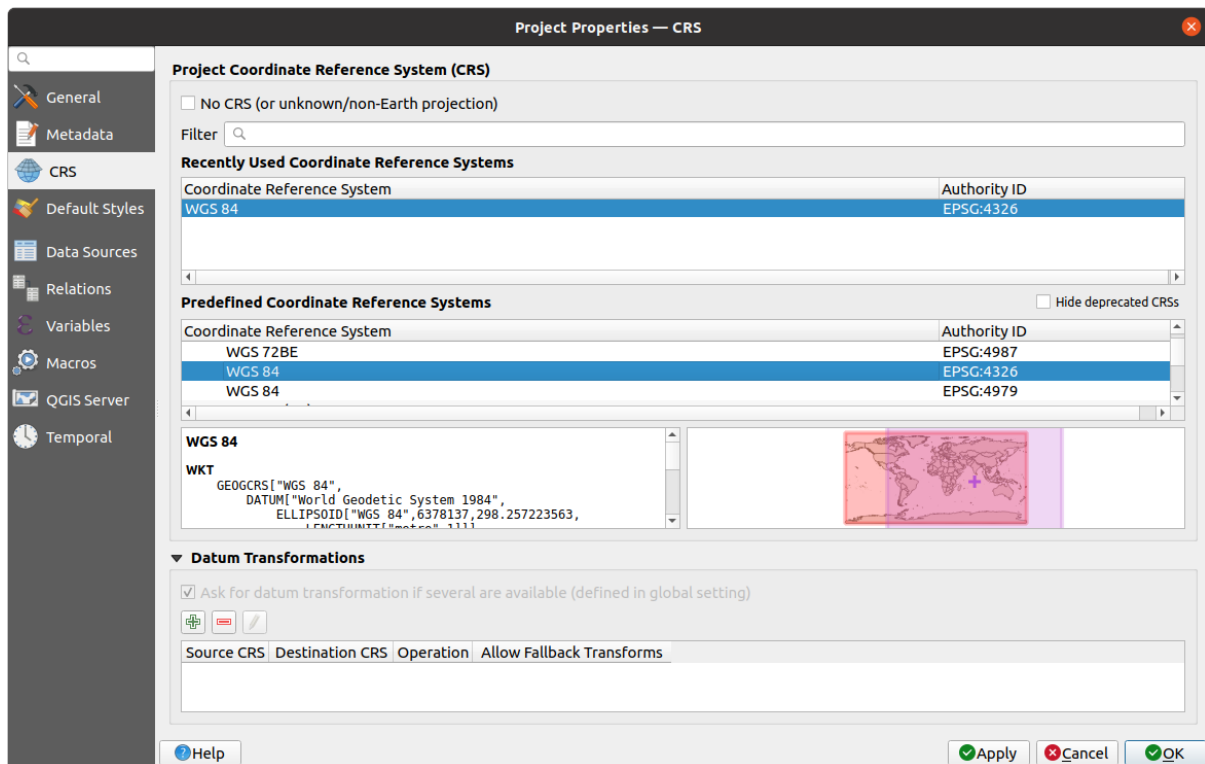 Project Properties — CRS
General
Metadata
CRS
Default Styles
Data Sources
Relations
Variables
Macros
QGIS Server
Temporal
Project Coordinate Reference System (CRS)
No CRS (or unknown/non-Earth projection)
Filter
Recently Used Coordinate Reference Systems
Coordinate Reference System Authority ID
WGS 84 EPSG:4326
Predefined Coordinate Reference Systems Hide deprecated CRSs
Coordinate Reference System Authority ID
WGS 72BE EPSG:4987
WGS 84 EPSG:4326
WGS 84 EPSG:4979
WGS 84
WKT
GEOGCRS["WGS 84",
DATUM["World Geodetic System 1984",
ELLIPSOID["WGS 84",6378137,298.257223563,
LENGTHUNIT["metre",1]]]
Datum Transformations
Ask for datum transformation if several are available (defined in global setting)
Source CRS Destination CRS Operation Allow Fallback Transforms
Help Apply Cancel OK